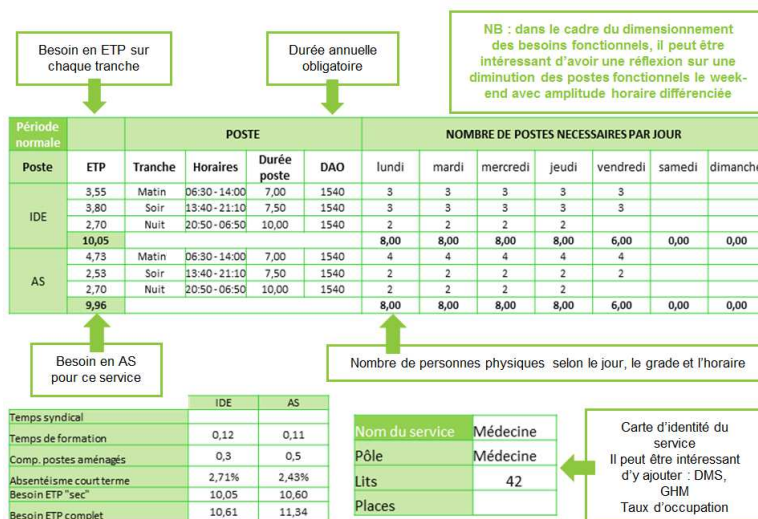 Besoin en ETP sur
chaque tranche
Durée annuelle
obligatoire
NB : dans le cadre du dimensionnement
des besoins fonctionnels, il peut être
intéressant d'avoir une réflexion sur une
diminution des postes fonctionnels le week-
end avec amplitude horaire différenciée
Période normale POSTE NOMBRE DE POSTES NECESSAIRES PAR JOUR
Poste ETP Tranche Horaires Durée poste DAO lundi mardi mercredi jeudi vendredi samedi dimanche
IDE
3,55 Matin 06:30-14:00 7,00 1540 3 3 3 3 3
3,80 Soir 13:40-21:10 7,50 1540 3 3 3 3 3
2,70 Nuit 20:50-06:50 10,00 1540 2 2 2 2
10,05 8,00 8,00 8,00 8,00 6,00 0,00 0,00
AS
4,73 Matin 06:30-14:00 7,00 1540 4 4 4 4 4
2,53 Soir 13:40-21:10 7,50 1540 2 2 2 2 2
2,70 Nuit 20:50-06:50 10,00 1540 2 2 2 2
9,96 8,00 8,00 8,00 8,00 6,00 0,00 0,00
Besoin en AS
pour ce service
Nombre de personnes physiques selon le jour, le grade et l'horaire
IDE AS
Temps syndical
Temps de formation 0,12 0,11
Comp. postes aménagés 0,3 0,5
Absentéisme court terme 2,71% 2,43%
Besoin ETP "sec" 10,05 10,60
Besoin ETP complet 10,61 11,34
Nom du service Médecine
Pôle Médecine
Lits 42
Places
Carte d'identité du
service
Il peut être intéressant
d'y ajouter : DMS,
GHM
Taux d'occupation